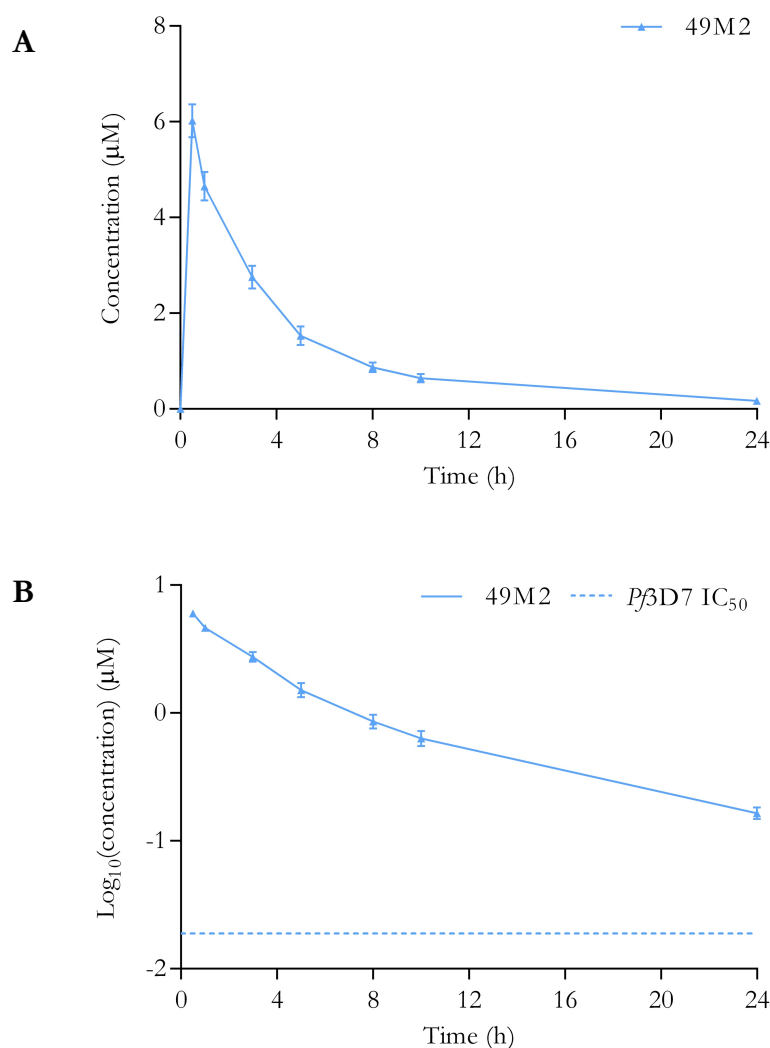 A
49M2
Concentration (µM)
8
6
4
2
0
0 4 8 12 16 20 24
Time (h)
B
49M2 Pf3D7 IC50
Log10(concentration) (µM)
1
0
-1
-2
0 4 8 12 16 20 24
Time (h)